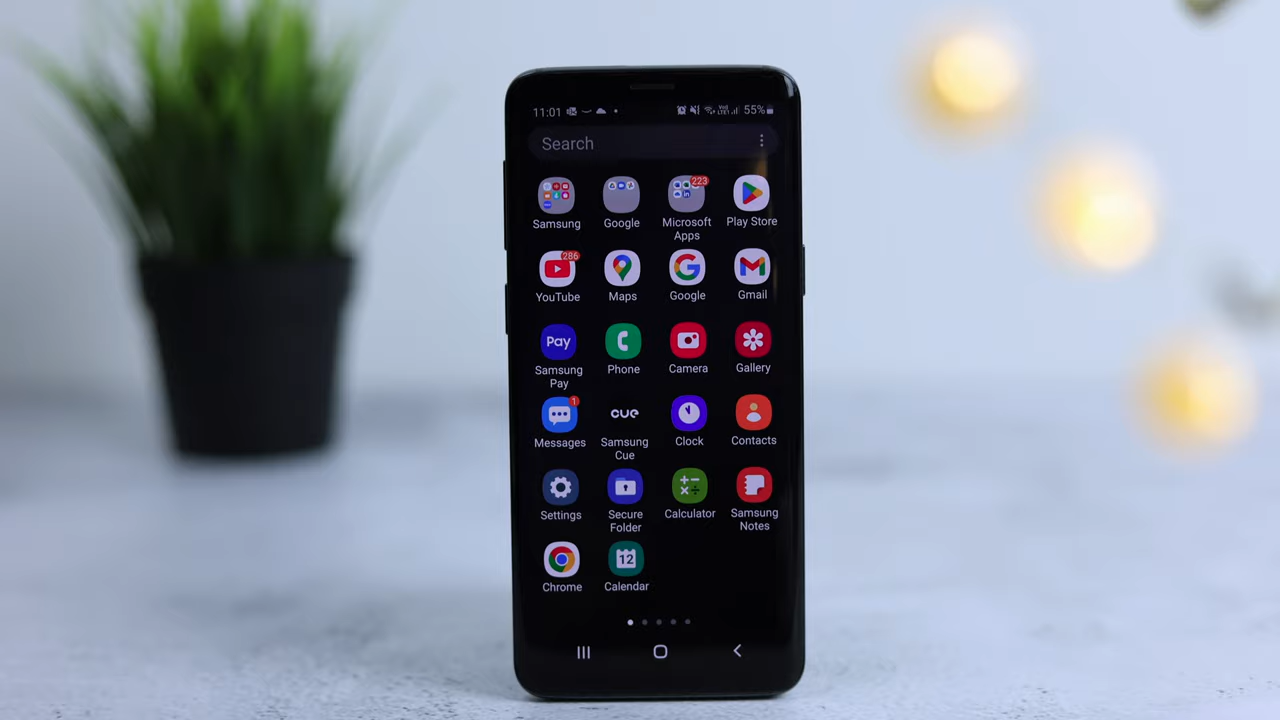 11:01
55%
Search
223
Samsung
Google
Microsoft
Apps
Play Store
286
YouTube
Maps
Google
Gmail
Pay
Samsung
Pay
Phone
Camera
Gallery
1
Messages
CUE
Samsung
Cue
Clock
Contacts
Settings
Secure
Folder
Calculator
Samsung
Notes
12
Chrome
Calendar